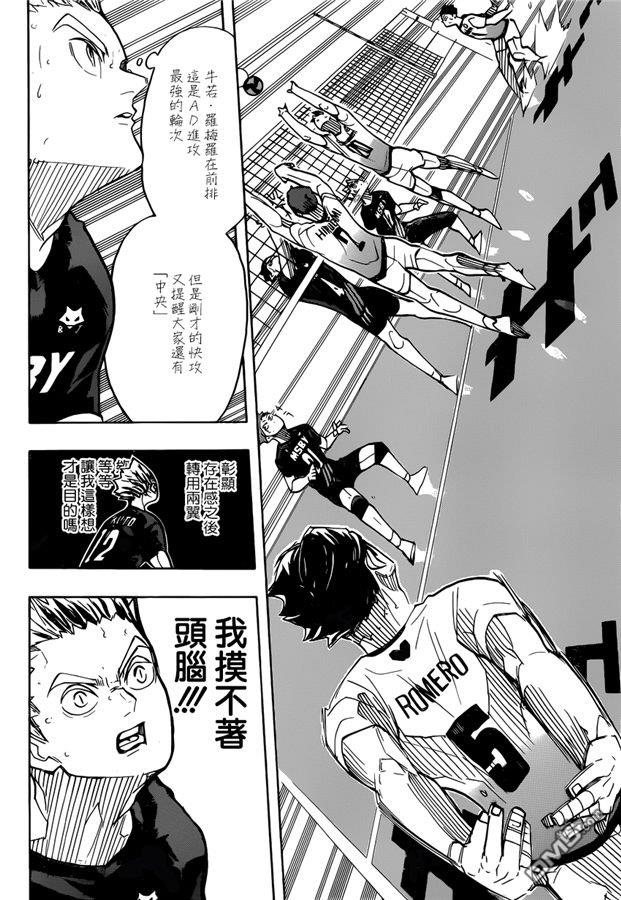 牛若・羅梅羅在前排
這是AD進攻
最強的輪次
但是剛才的快攻
又提醒大家還有
「中央」
MSBY
彰顯
存在感之後
轉用兩翼
等等
讓我這樣想
才是目的嗎
12
我摸不著
頭腦!!!
ROMERO
5